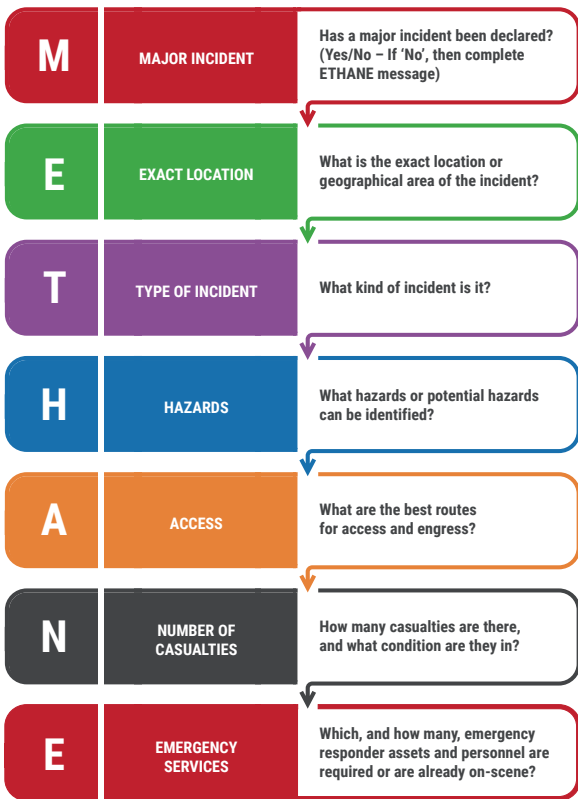 M
MAJOR INCIDENT
Has a major incident been declared?
(Yes/No – If ‘No’, then complete
ETHANE message)
E
EXACT LOCATION
What is the exact location or
geographical area of the incident?
T
TYPE OF INCIDENT
What kind of incident is it?
H
HAZARDS
What hazards or potential hazards
can be identified?
A
ACCESS
What are the best routes
for access and engress?
N
NUMBER OF
CASUALTIES
How many casualties are there,
and what condition are they in?
E
EMERGENCY
SERVICES
Which, and how many, emergency
responder assets and personnel are
required or are already on-scene?